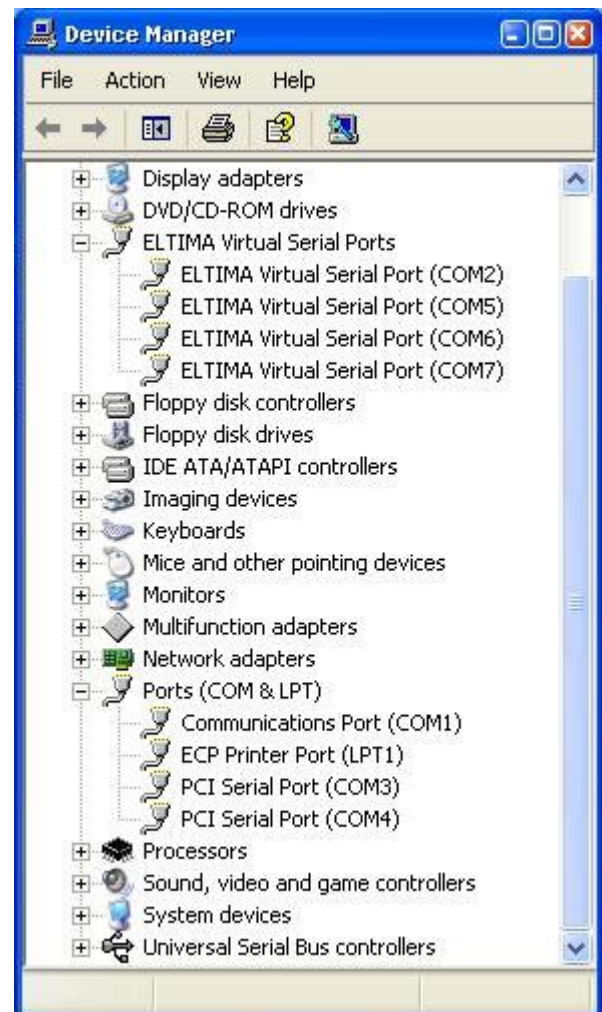 Device Manager
File Action View Help
Display adapters
DVD/CD-ROM drives
ELTIMA Virtual Serial Ports
ELTIMA Virtual Serial Port (COM2)
ELTIMA Virtual Serial Port (COM5)
ELTIMA Virtual Serial Port (COM6)
ELTIMA Virtual Serial Port (COM7)
Floppy disk controllers
Floppy disk drives
IDE ATA/ATAPI controllers
Imaging devices
Keyboards
Mice and other pointing devices
Monitors
Multifunction adapters
Network adapters
Ports (COM & LPT)
Communications Port (COM1)
ECP Printer Port (LPT1)
PCI Serial Port (COM3)
PCI Serial Port (COM4)
Processors
Sound, video and game controllers
System devices
Universal Serial Bus controllers